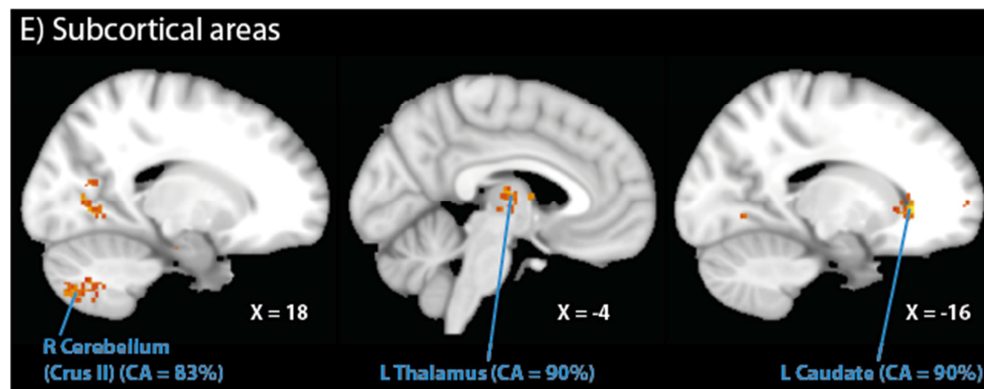 E) Subcortical areas
X = 18
X = -4
X = -16
R Cerebellum
(Crus II) (CA = 83%)
L Thalamus (CA = 90%)
L Caudate (CA = 90%)